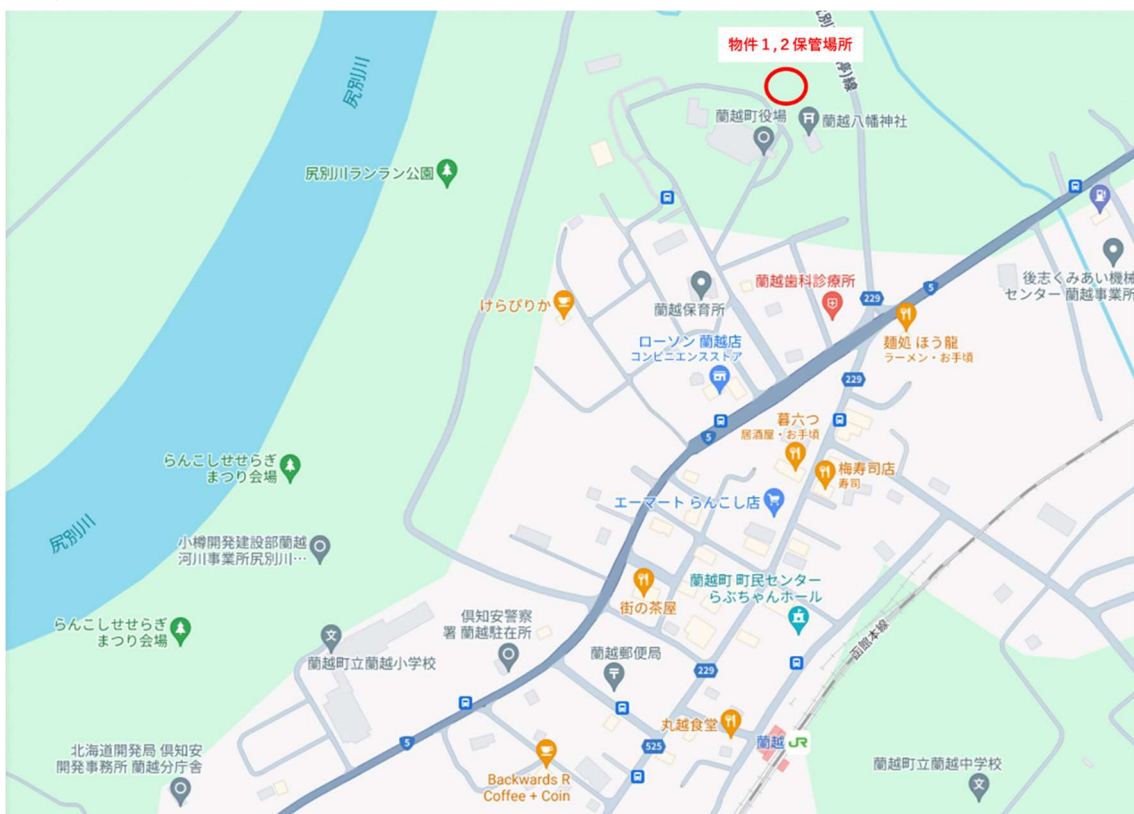 物件1,2保管場所
尻別川
亭)線
蘭越町役場
蘭越八幡神社
尻別川ランラン公園
後志くみあい機械
センター 蘭越事業所
蘭越歯科診療所
けらぴりか
蘭越保育所
229
5
ローソン 蘭越店
コンビニエンスストア
麺処 ほう龍
ラーメン・お手頃
229
暮六つ
居酒屋・お手頃
5
梅寿司店
寿司
らんこしせせらぎ
まつり会場
エーマート らんこし店
尻別川
小樽開発建設部蘭越
河川事業所尻別川…
蘭越町 町民センター
らぶちゃんホール
街の茶屋
らんこしせせらぎ
まつり会場
倶知安警察
署 蘭越駐在所
函館本線
文
蘭越町立蘭越小学校
蘭越郵便局
229
丸越食堂
5
525
蘭越 JR
北海道開発局 倶知安
開発事務所 蘭越分庁舎
Backwards R
Coffee + Coin
蘭越町立蘭越中学校
文